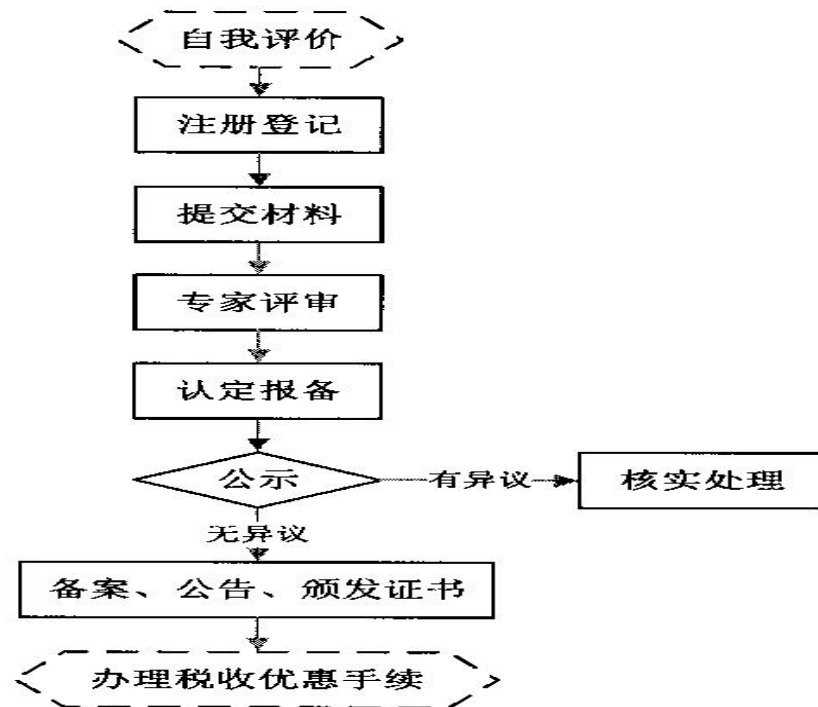 自我评价
注册登记
提交材料
专家评审
认定报备
公示
有异议
核实处理
无异议
备案、公告、颁发证书
办理税收优惠手续